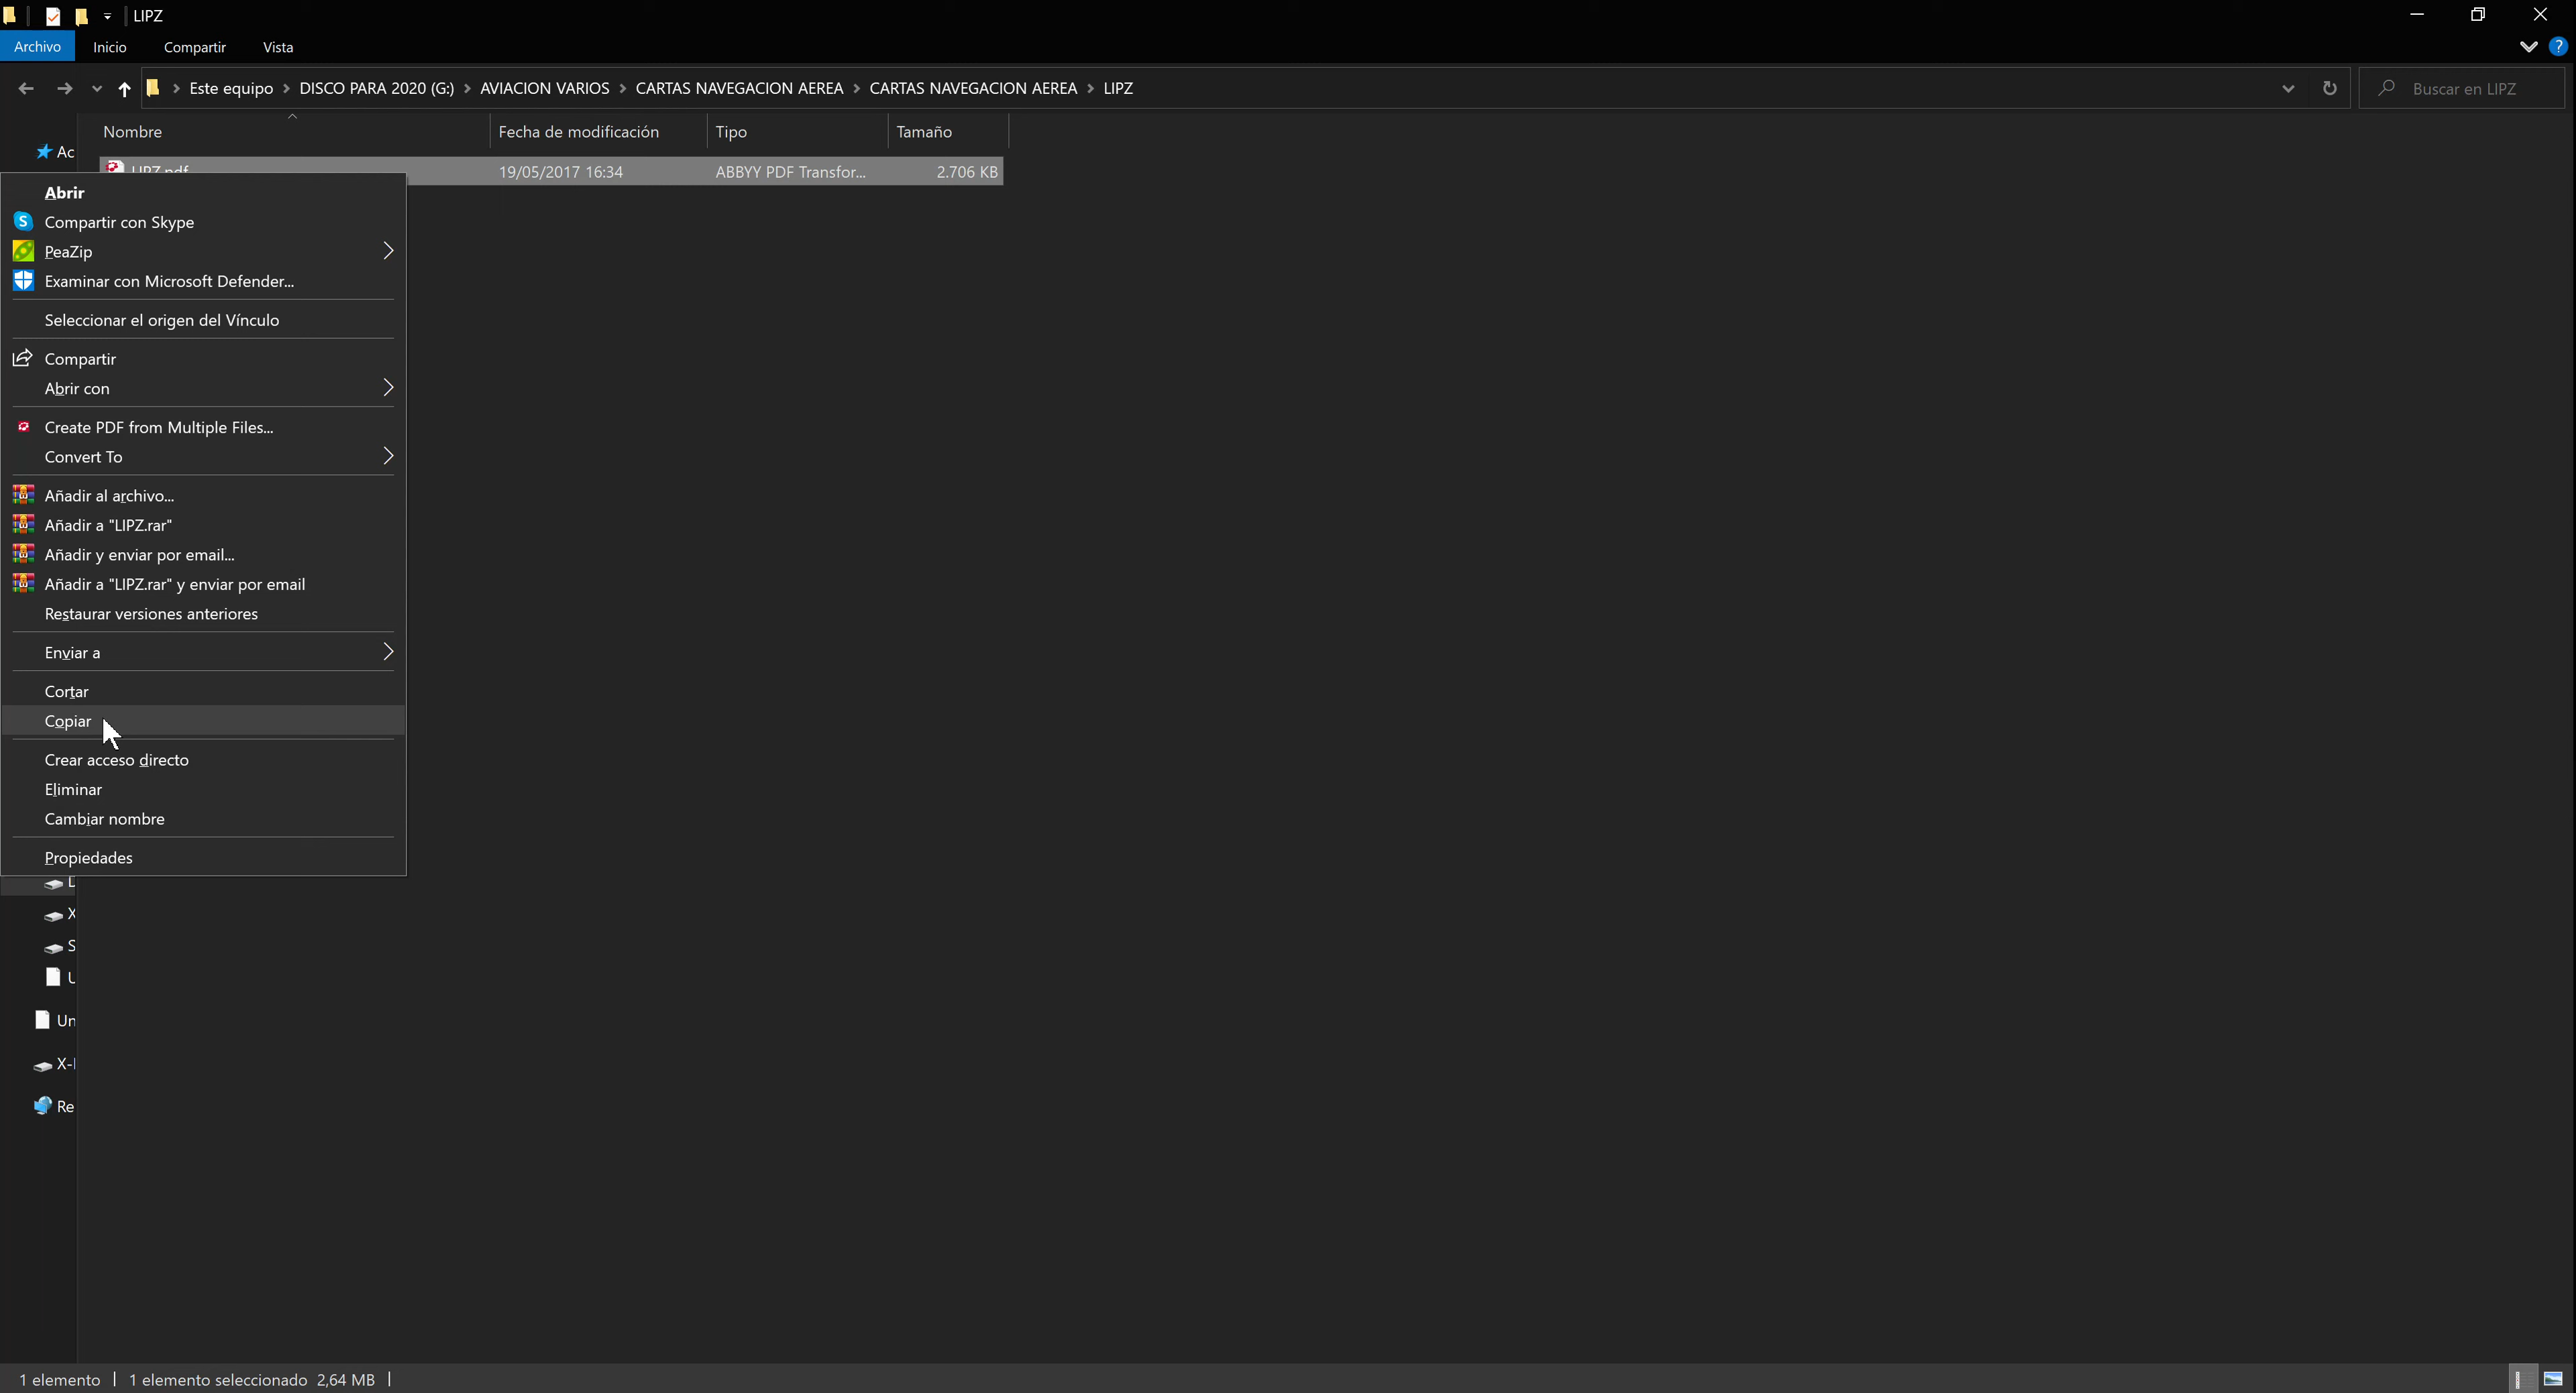 LIPZ
Archivo Inicio Compartir Vista
Este equipo > DISCO PARA 2020 (G:) > AVIACION VARIOS > CARTAS NAVEGACION AEREA > CARTAS NAVEGACION AEREA > LIPZ
Buscar en LIPZ
Nombre Fecha de modificación Tipo Tamaño
Ac
LIPZ.pdf 19/05/2017 16:34 ABBYY PDF Transfor... 2.706 KB
Abrir
Compartir con Skype
PeaZip
Examinar con Microsoft Defender...
Seleccionar el origen del Vínculo
Compartir
Abrir con
Create PDF from Multiple Files...
Convert To
Añadir al archivo...
Añadir a "LIPZ.rar"
Añadir y enviar por email...
Añadir a "LIPZ.rar" y enviar por email
Restaurar versiones anteriores
Enviar a
Cortar
Copiar
Crear acceso directo
Eliminar
Cambiar nombre
Propiedades
X
S
Un
X-
Re
1 elemento 1 elemento seleccionado 2,64 MB